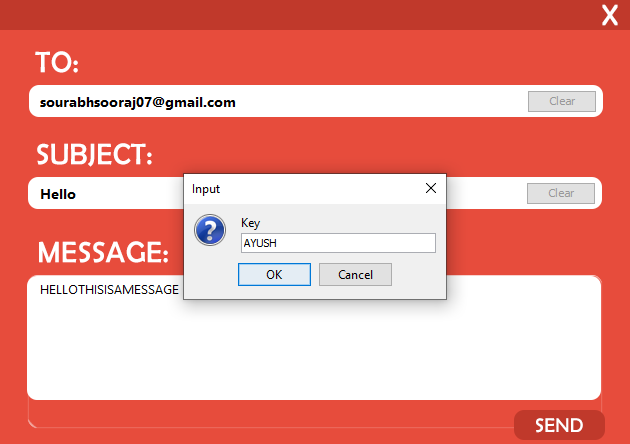 X
TO:
sourabhsooraj07@gmail.com Clear
SUBJECT:
Hello Clear
Input
Key
AYUSH
OK Cancel
MESSAGE:
HELLOTHISISAMESSAGE
SEND